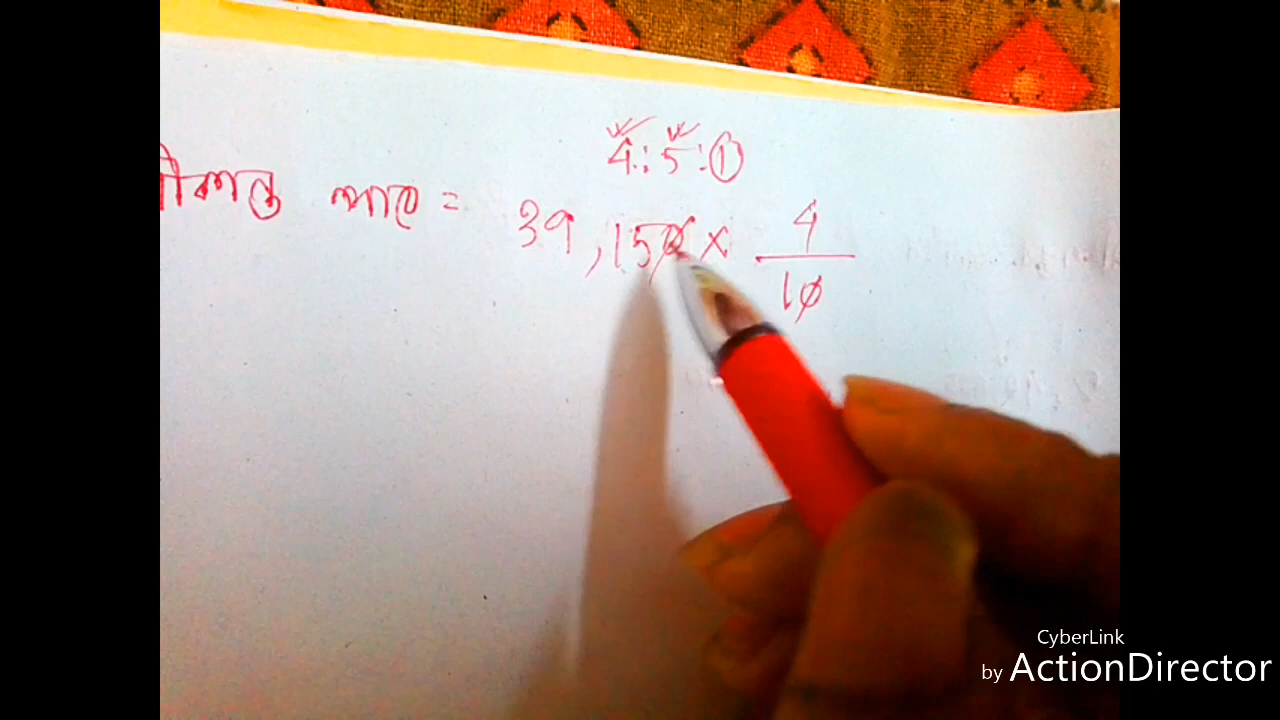 4:5:1
পাবে = 39,150 × 4/10
CyberLink
by ActionDirector